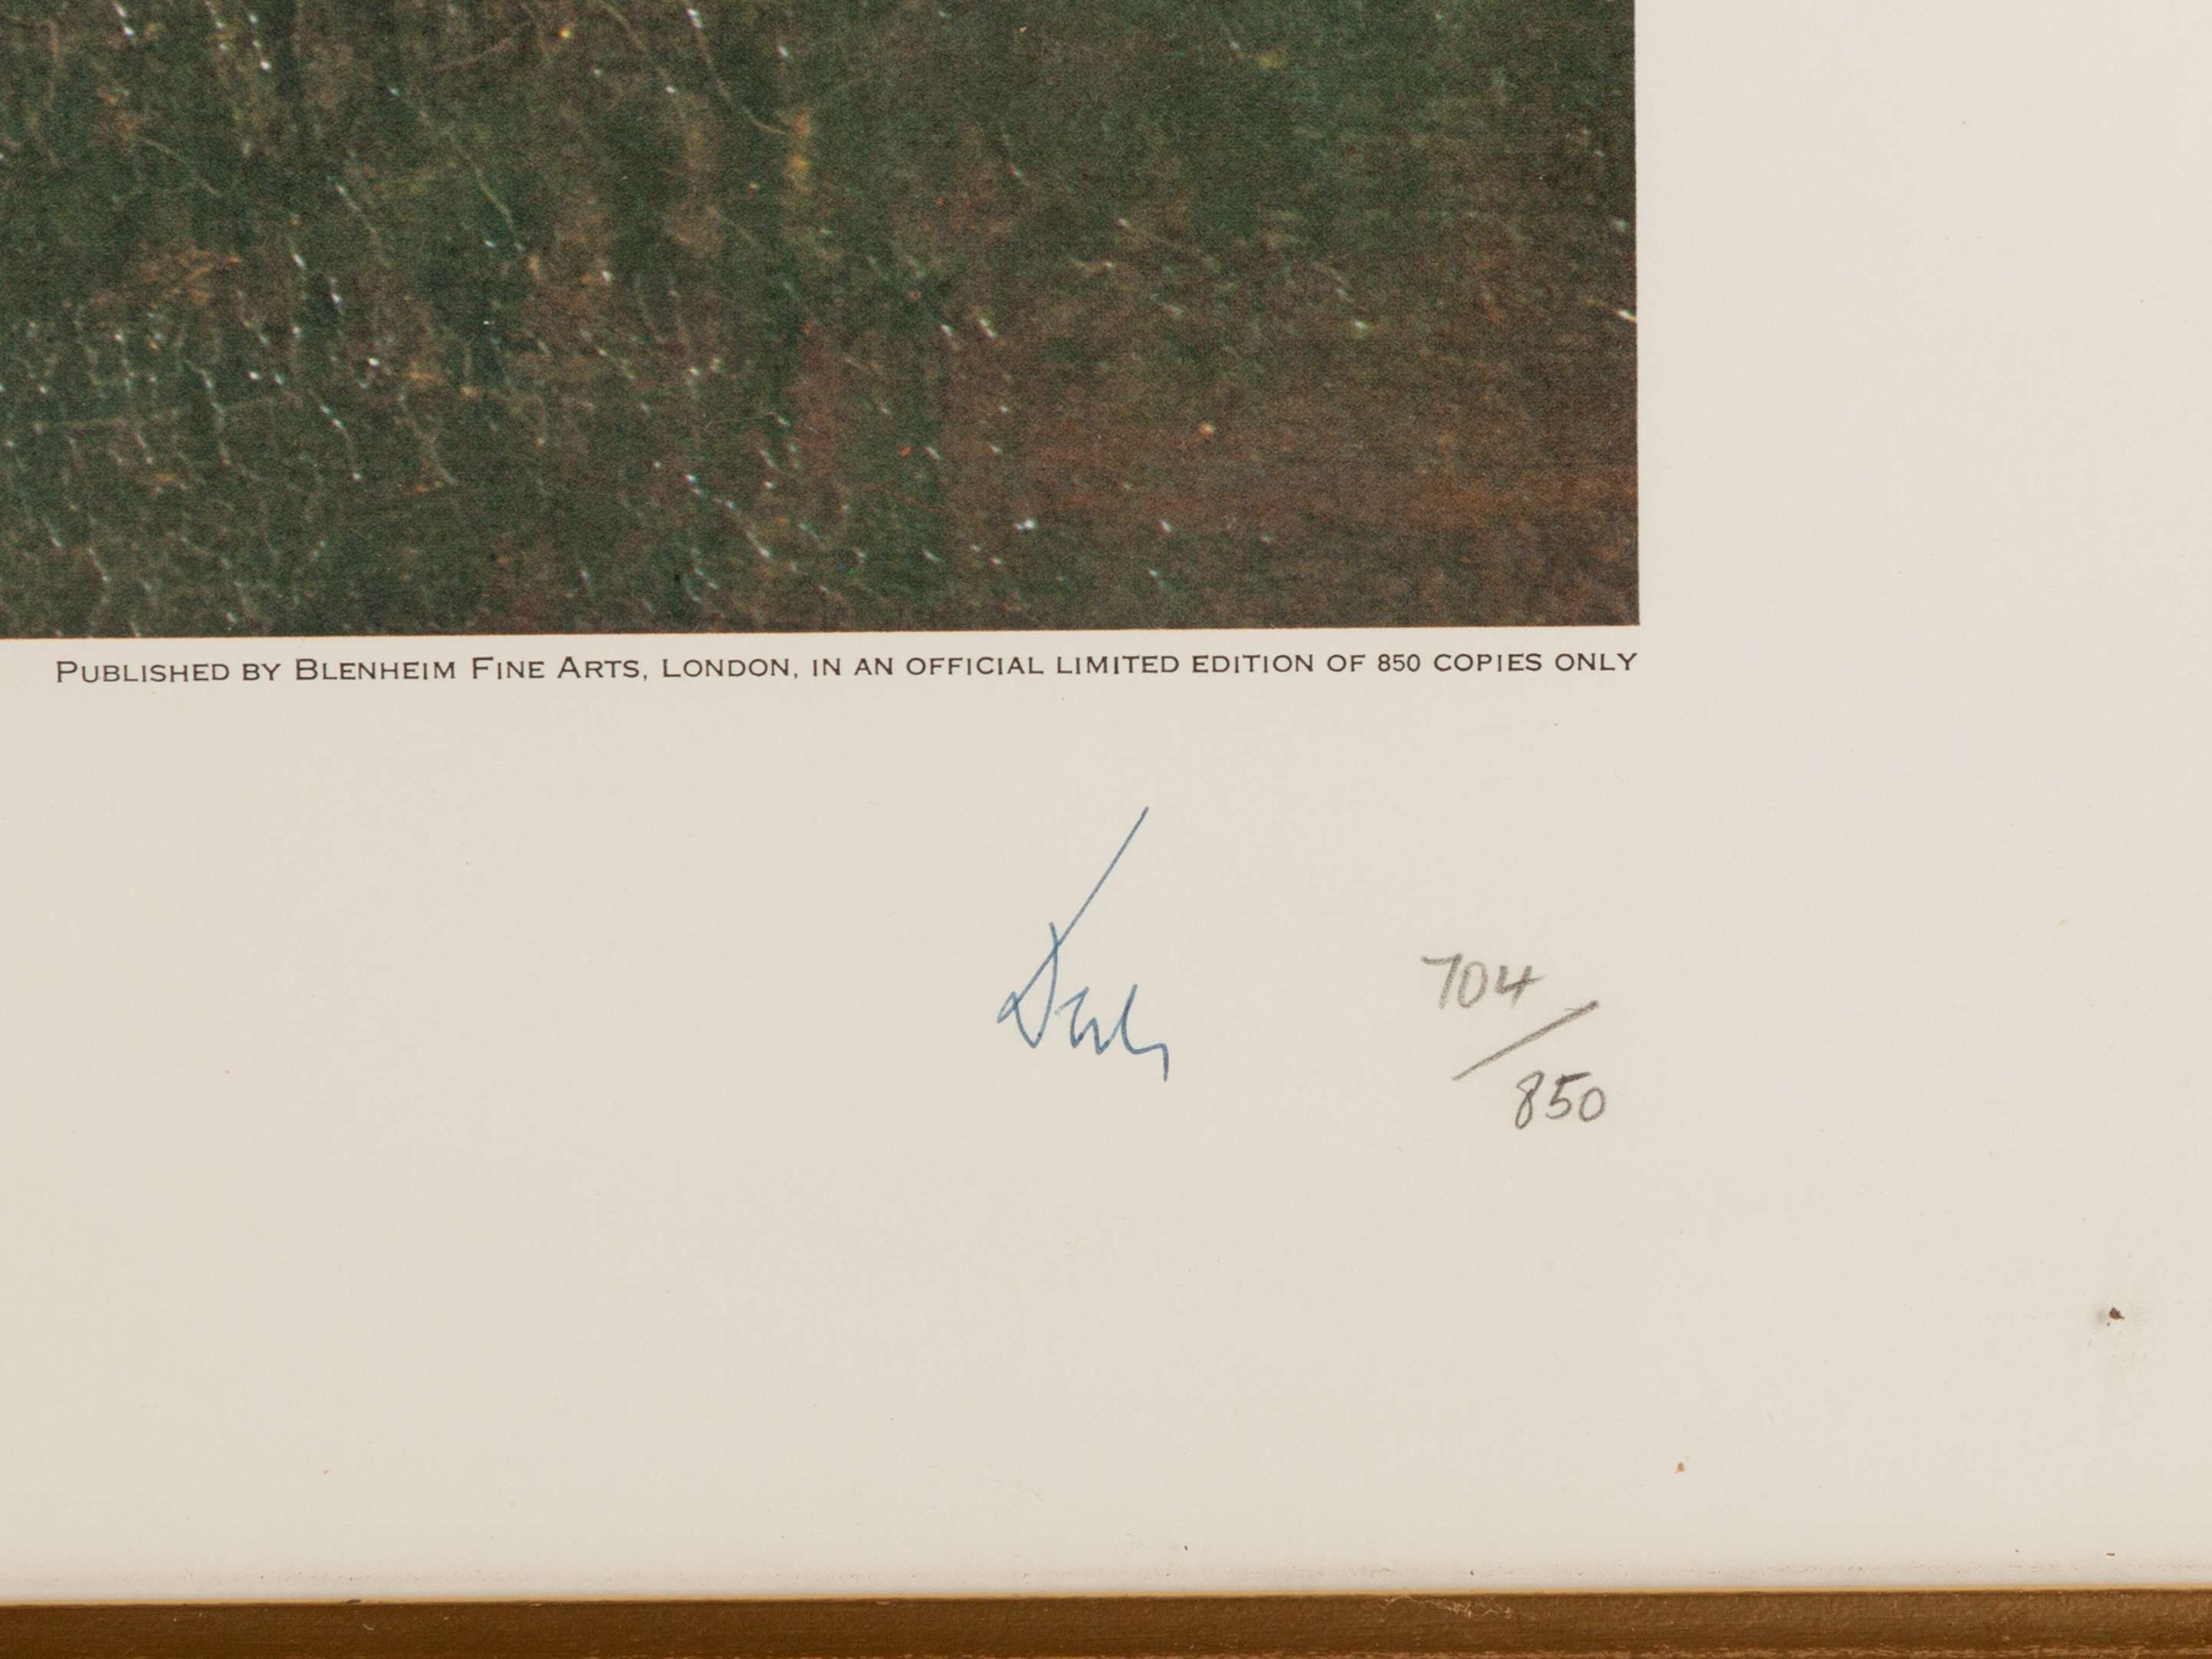 PUBLISHED BY BLENHEIM FINE ARTS, LONDON, IN AN OFFICIAL LIMITED EDITION OF 850 COPIES ONLY
704
/
850